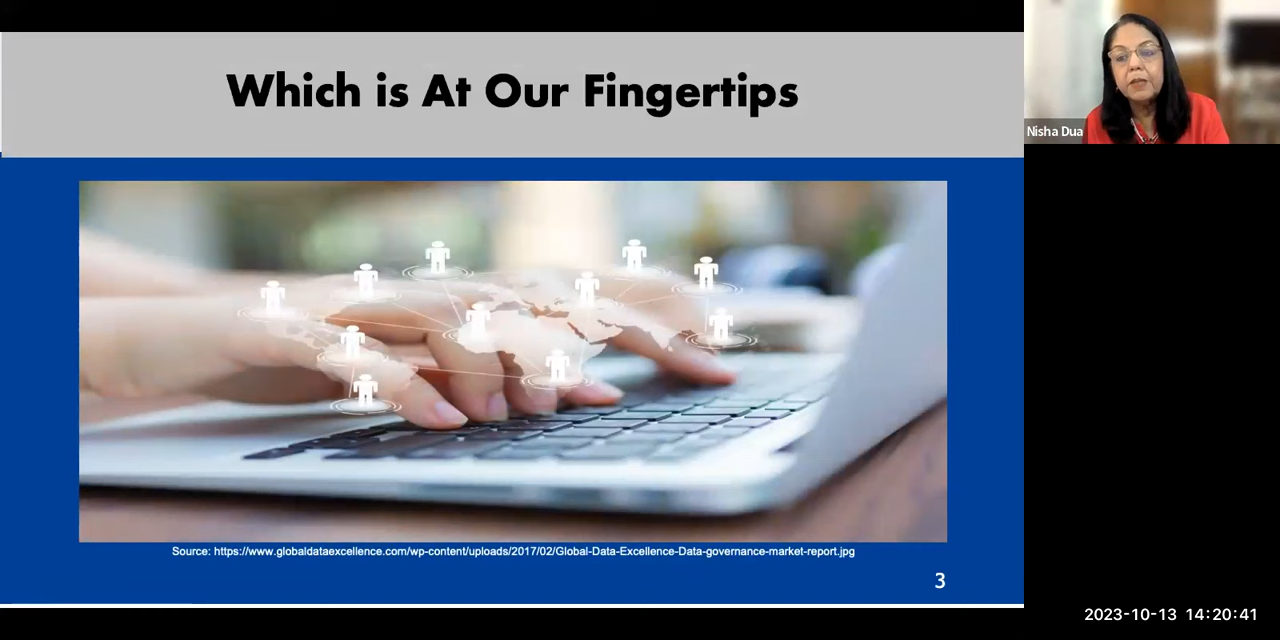 Which is At Our Fingertips
Nisha Dua
Source: https://www.globaldataexcellence.com/wp-content/uploads/2017/02/Global-Data-Excellence-Data-governance-market-report.jpg
3
2023-10-13 14:20:41